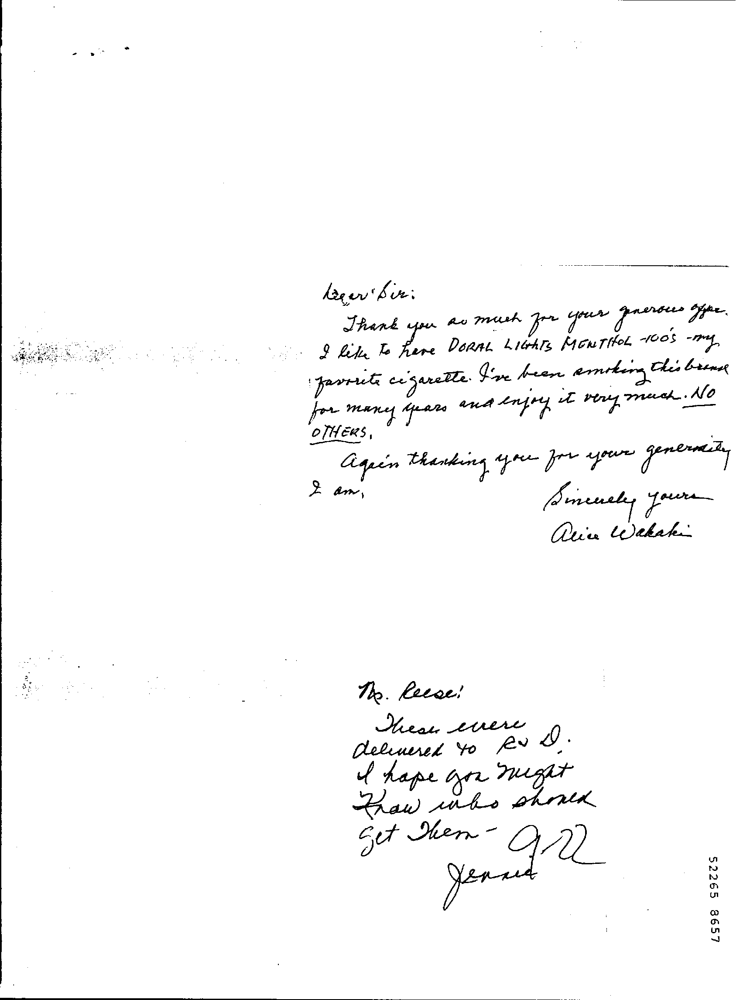 Dear Sir:
Thank you so much for your generous offer.
I like to have DORAL LIGHTS MENTHOL -100's -my
favorite cigarette. I've been smoking this brand
for many years and enjoy it very much. NO
OTHERS.
Again thanking you for your generosity
I am,
Sincerely yours
Alice Wakaki
Ms. Reese!
These were
delivered to R&D.
I hope you might
Know who should
get them -
Jennie
52265 8657